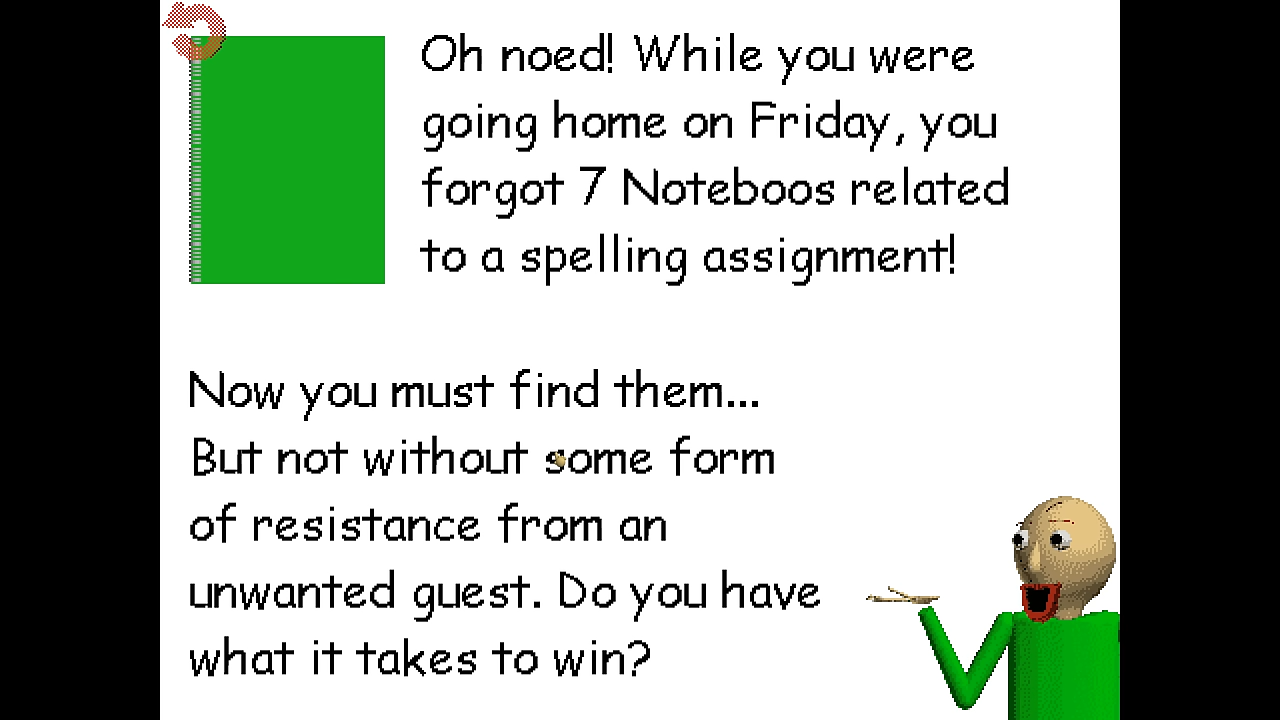 Oh noed! While you were
going home on Friday, you
forgot 7 Noteboos related
to a spelling assignment!
Now you must find them...
But not without some form
of resistance from an
unwanted guest. Do you have
what it takes to win?